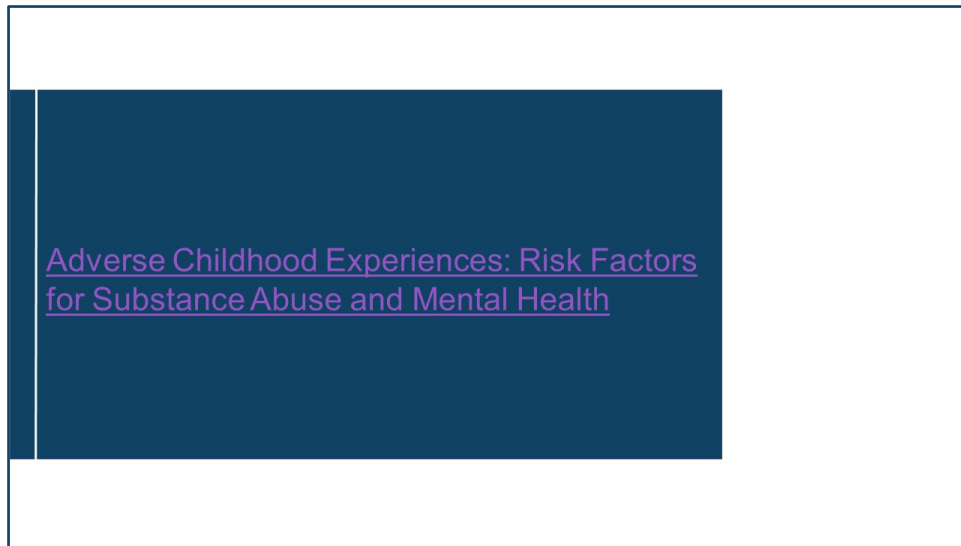 Adverse Childhood Experiences: Risk Factors
for Substance Abuse and Mental Health